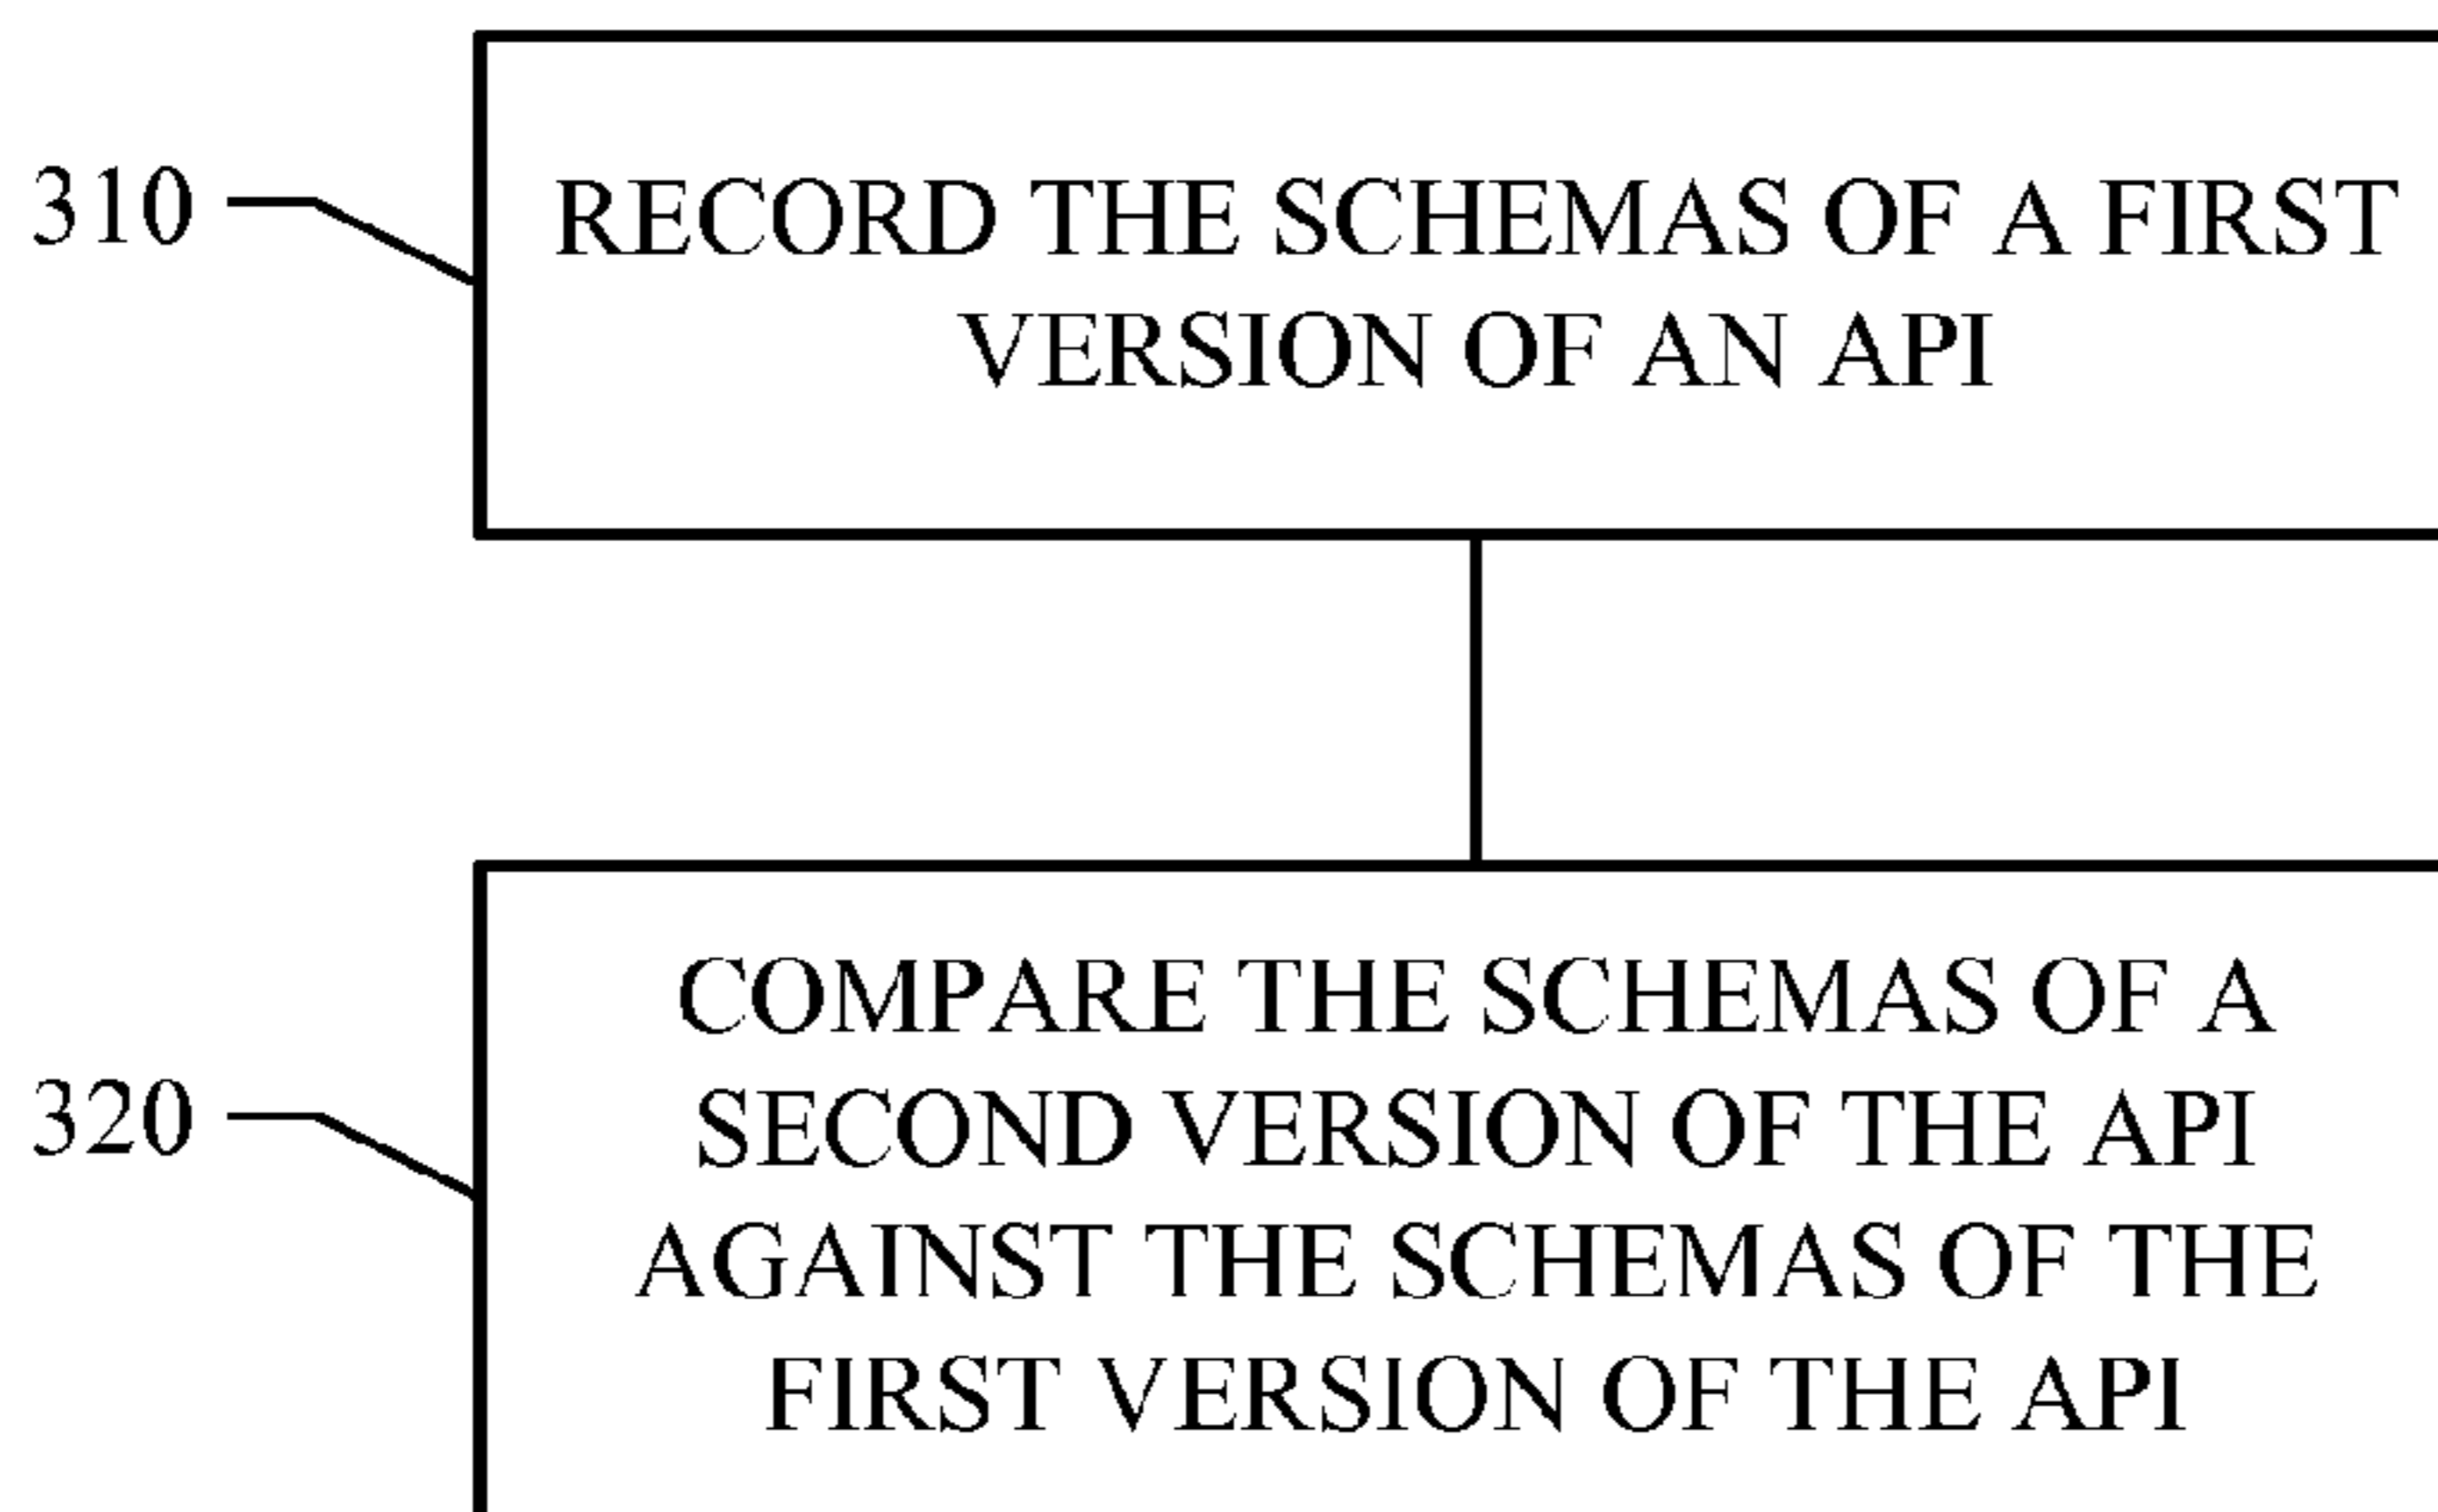 310
RECORD THE SCHEMAS OF A FIRST
VERSION OF AN API
320
COMPARE THE SCHEMAS OF A
SECOND VERSION OF THE API
AGAINST THE SCHEMAS OF THE
FIRST VERSION OF THE API